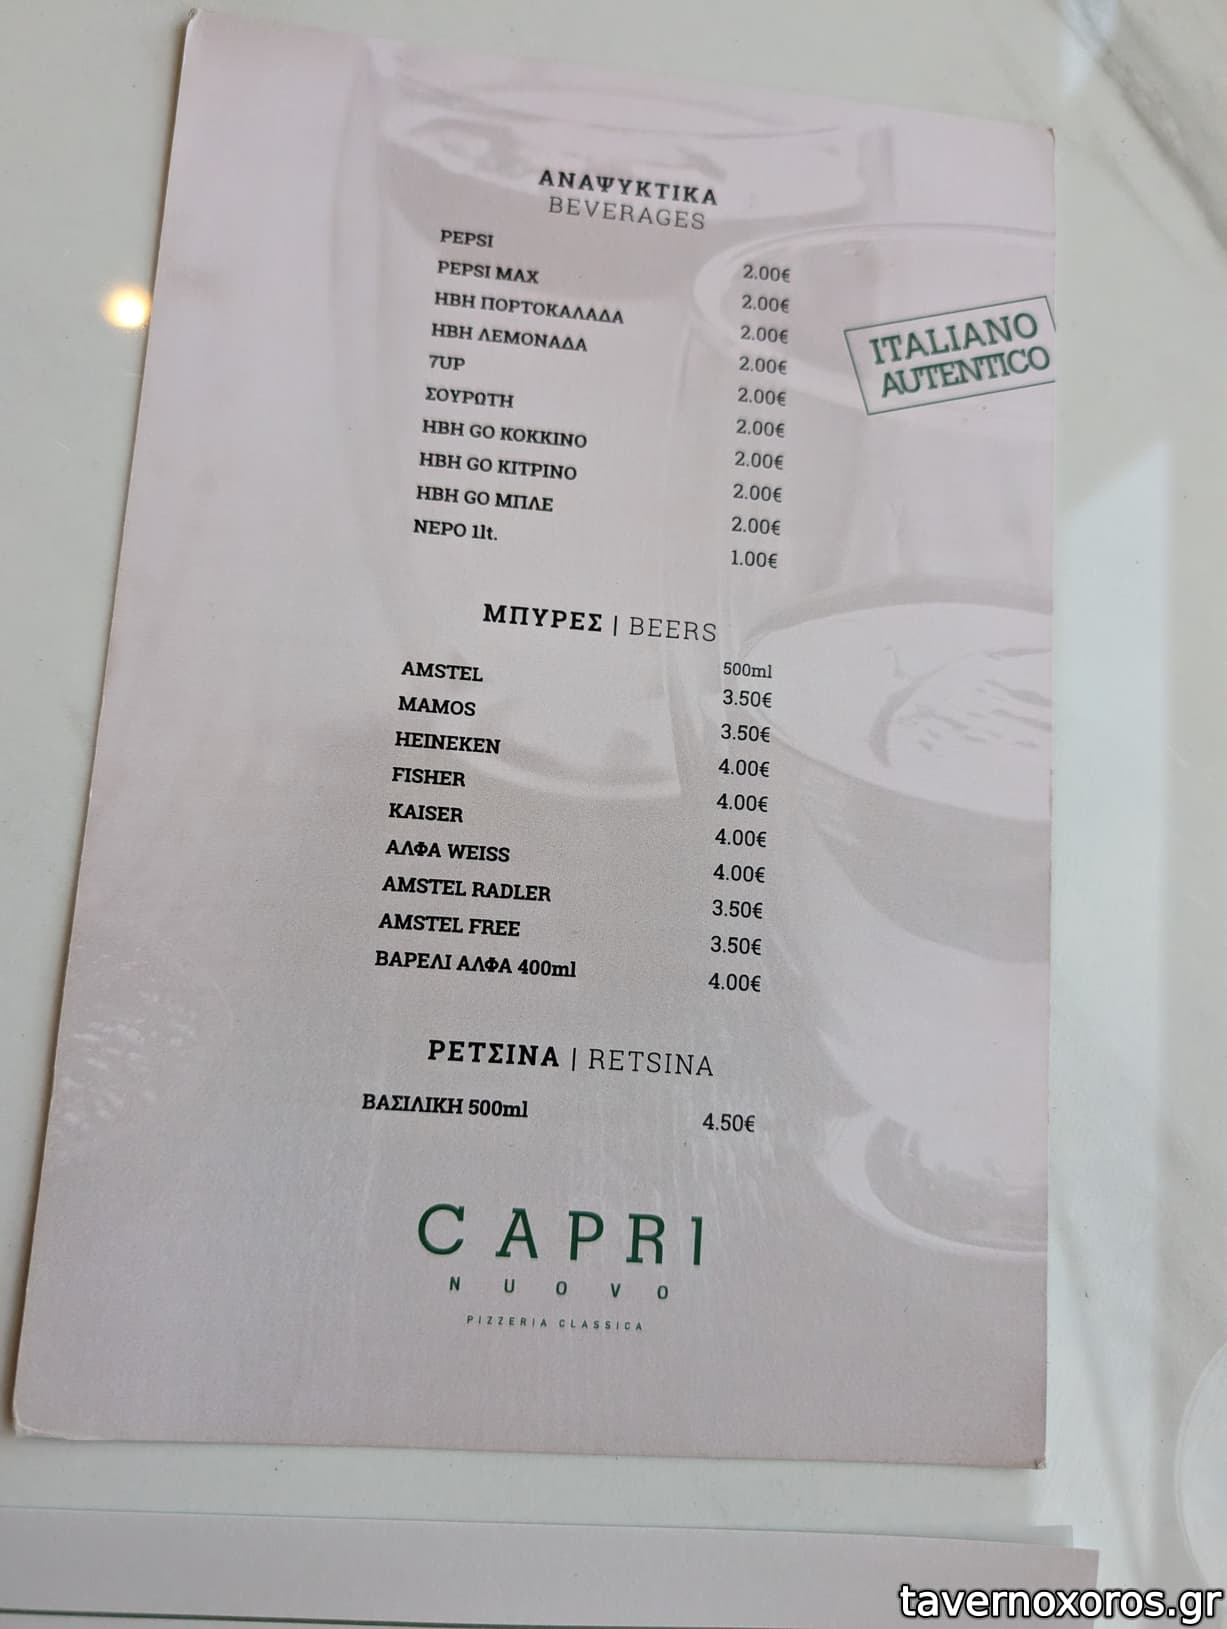 ΑΝΑΨΥΚΤΙΚΑ
BEVERAGES
PEPSI 2.00€
PEPSI MAX 2.00€
ΗΒΗ ΠΟΡΤΟΚΑΛΑΔΑ 2.00€
ΗΒΗ ΛΕΜΟΝΑΔΑ 2.00€
7UP 2.00€
ΣΟΥΡΩΤΗ 2.00€
ΗΒΗ GO ΚΟΚΚΙΝΟ 2.00€
ΗΒΗ GO ΚΙΤΡΙΝΟ 2.00€
ΗΒΗ GO ΜΠΛΕ 2.00€
ΝΕΡΟ 1lt. 1.00€
ITALIANO
AUTENTICO
ΜΠΥΡΕΣ | BEERS
500ml
AMSTEL 3.50€
MAMOS 3.50€
HEINEKEN 4.00€
FISHER 4.00€
KAISER 4.00€
ΑΛΦΑ WEISS 4.00€
AMSTEL RADLER 3.50€
AMSTEL FREE 3.50€
ΒΑΡΕΛΙ ΑΛΦΑ 400ml 4.00€
ΡΕΤΣΙΝΑ | RETSINA
ΒΑΣΙΛΙΚΗ 500ml 4.50€
CAPRI
NUOVO
PIZZERIA CLASSICA
tavernoxoros.gr